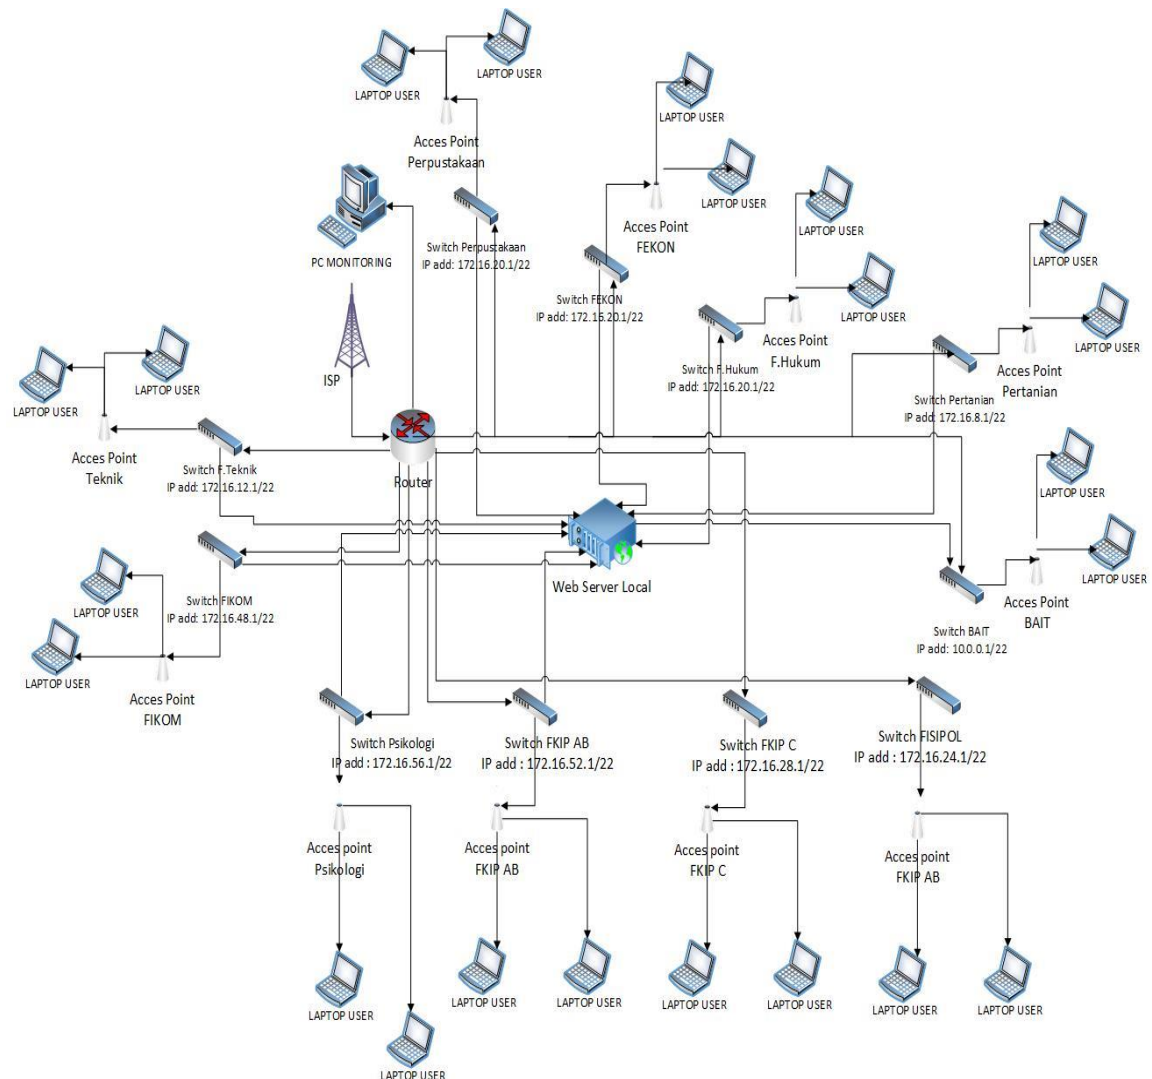 LAPTOP USER
LAPTOP USER
Acces Point
Perpustakaan
LAPTOP USER
LAPTOP USER
Acces Point
FEKON
PC MONITORING
Switch Perpustakaan
IP add: 172.16.20.1/22
Switch FEKON
IP add: 172.16.20.1/22
LAPTOP USER
LAPTOP USER
Acces Point
F.Hukum
Switch F.Hukum
IP add: 172.16.20.1/22
LAPTOP USER
LAPTOP USER
Acces Point
Pertanian
Switch Pertanian
IP add: 172.16.8.1/22
ISP
Router
LAPTOP USER
LAPTOP USER
Acces Point
Teknik
Switch F.Teknik
IP add: 172.16.12.1/22
Web Server Local
LAPTOP USER
LAPTOP USER
Acces Point
BAIT
Switch BAIT
IP add: 10.0.0.1/22
Switch FIKOM
IP add: 172.16.48.1/22
LAPTOP USER
LAPTOP USER
Acces Point
FIKOM
Switch Psikologi
IP add : 172.16.56.1/22
Switch FKIP AB
IP add : 172.16.52.1/22
Switch FKIP C
IP add : 172.16.28.1/22
Switch FISIPOL
IP add : 172.16.24.1/22
Acces point
Psikologi
Acces point
FKIP AB
Acces point
FKIP C
Acces point
FKIP AB
LAPTOP USER
LAPTOP USER
LAPTOP USER
LAPTOP USER
LAPTOP USER
LAPTOP USER
LAPTOP USER
LAPTOP USER